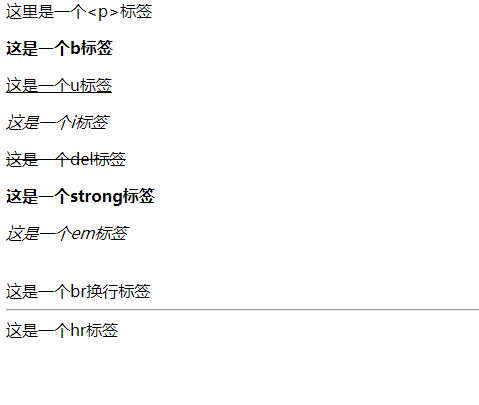 这里是一个<p>标签
这是一个b标签
这是一个u标签
这是一个i标签
这是一个del标签
这是一个strong标签
这是一个em标签
这是一个br换行标签
这是一个hr标签